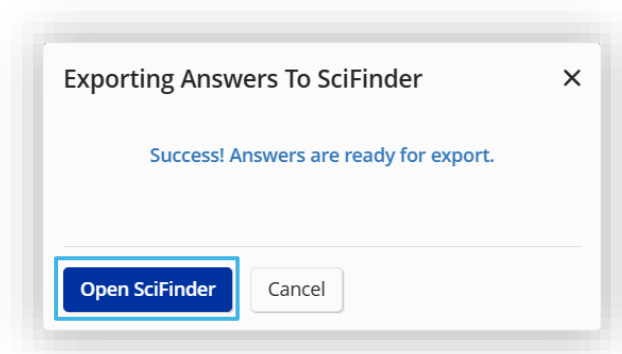 Exporting Answers To SciFinder
Success! Answers are ready for export.
Open SciFinder
Cancel